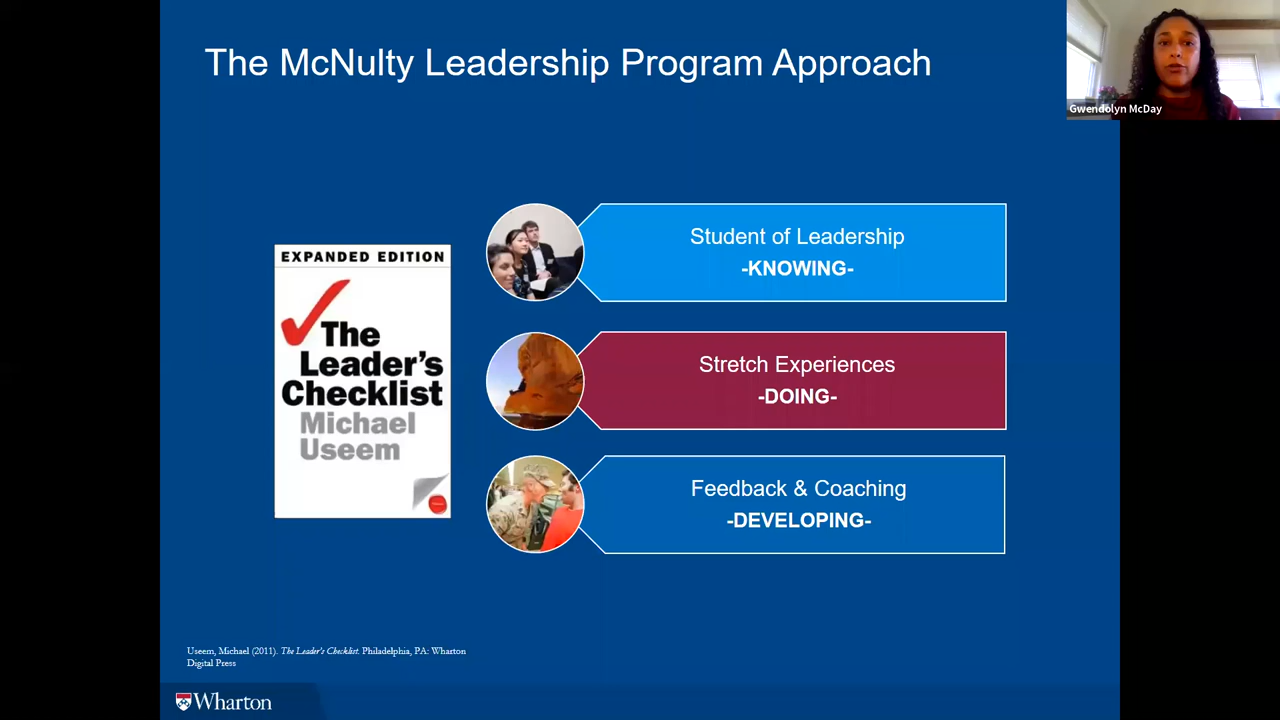 The McNulty Leadership Program Approach
Gwendolyn McDay
EXPANDED EDITION
The
Leader's
Checklist
Michael
Useem
Student of Leadership
-KNOWING-
Stretch Experiences
-DOING-
Feedback & Coaching
-DEVELOPING-
Useem, Michael (2011). The Leader's Checklist. Philadelphia, PA: Wharton
Digital Press
Wharton